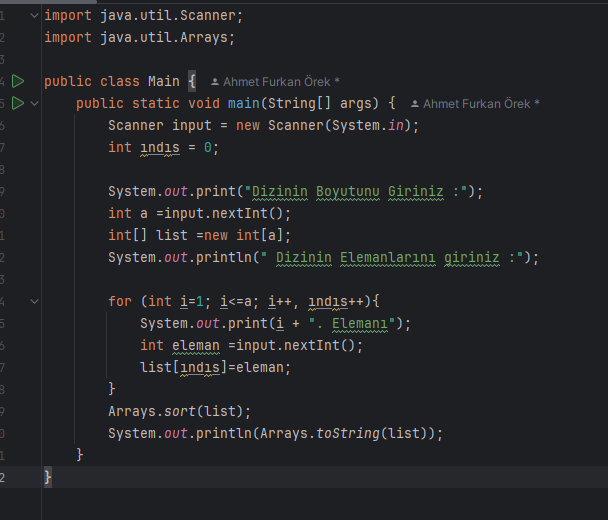 1 import java.util.Scanner;
2 import java.util.Arrays;
4 public class Main { Ahmet Furkan Örek *
5 public static void main(String[] args) { Ahmet Furkan Örek *
6 Scanner input = new Scanner(System.in);
7 int ındıs = 0;
8
9 System.out.print("Dizinin Boyutunu Giriniz :");
0 int a =input.nextInt();
1 int[] list =new int[a];
2 System.out.println(" Dizinin Elemanlarını giriniz :");
3
4 for (int i=1; i<=a; i++, ındıs++){
5 System.out.print(i + ". Elemanı");
6 int eleman =input.nextInt();
7 list[ındıs]=eleman;
8 }
9 Arrays.sort(list);
0 System.out.println(Arrays.toString(list));
1 }
2 }